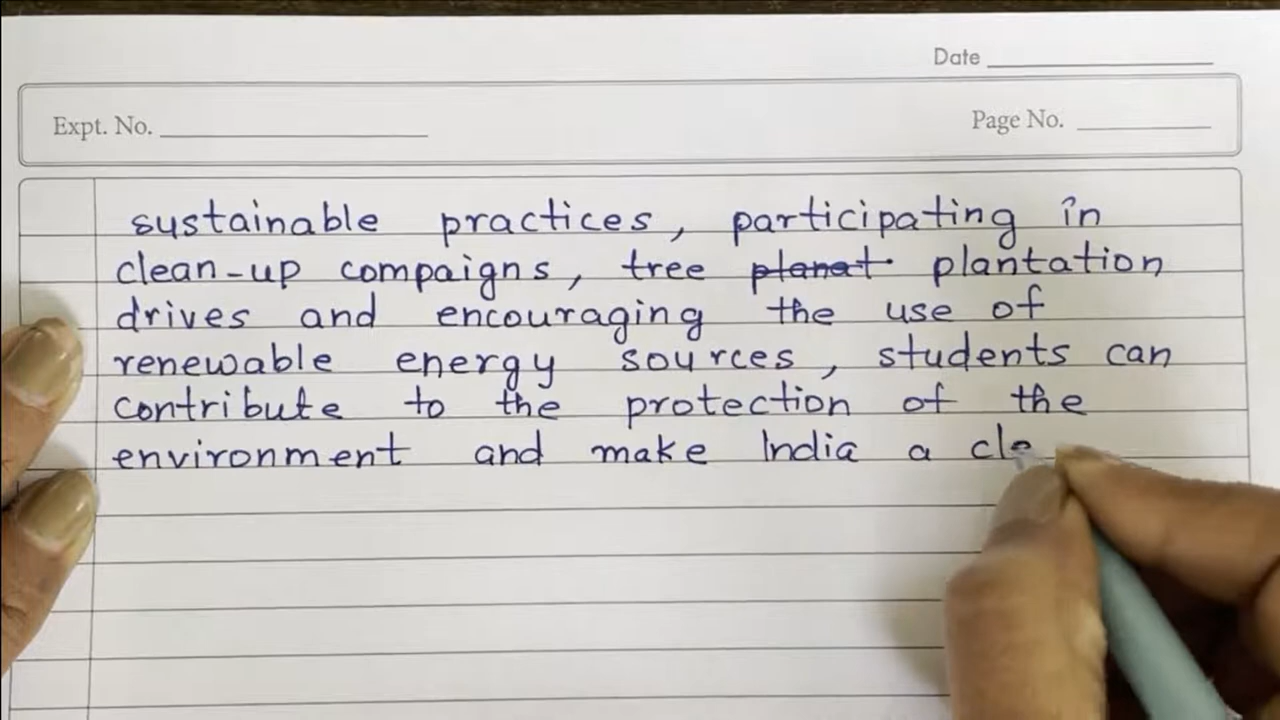 Date
Expt. No.
Page No.
sustainable practices, participating in
clean-up compaigns, tree planat plantation
drives and encouraging the use of
renewable energy sources, students can
contribute to the protection of the
environment and make India a cle